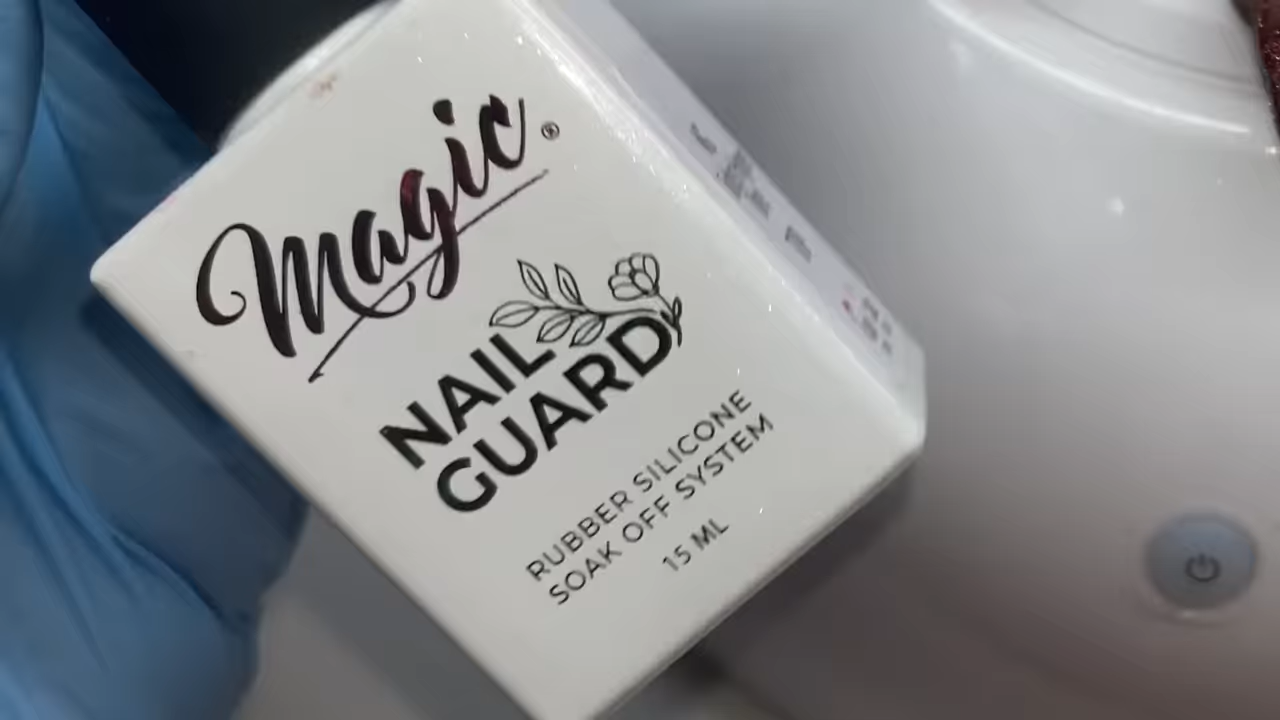 Magic®
NAIL
GUARD
RUBBER SILICONE
SOAK OFF SYSTEM
15 ML